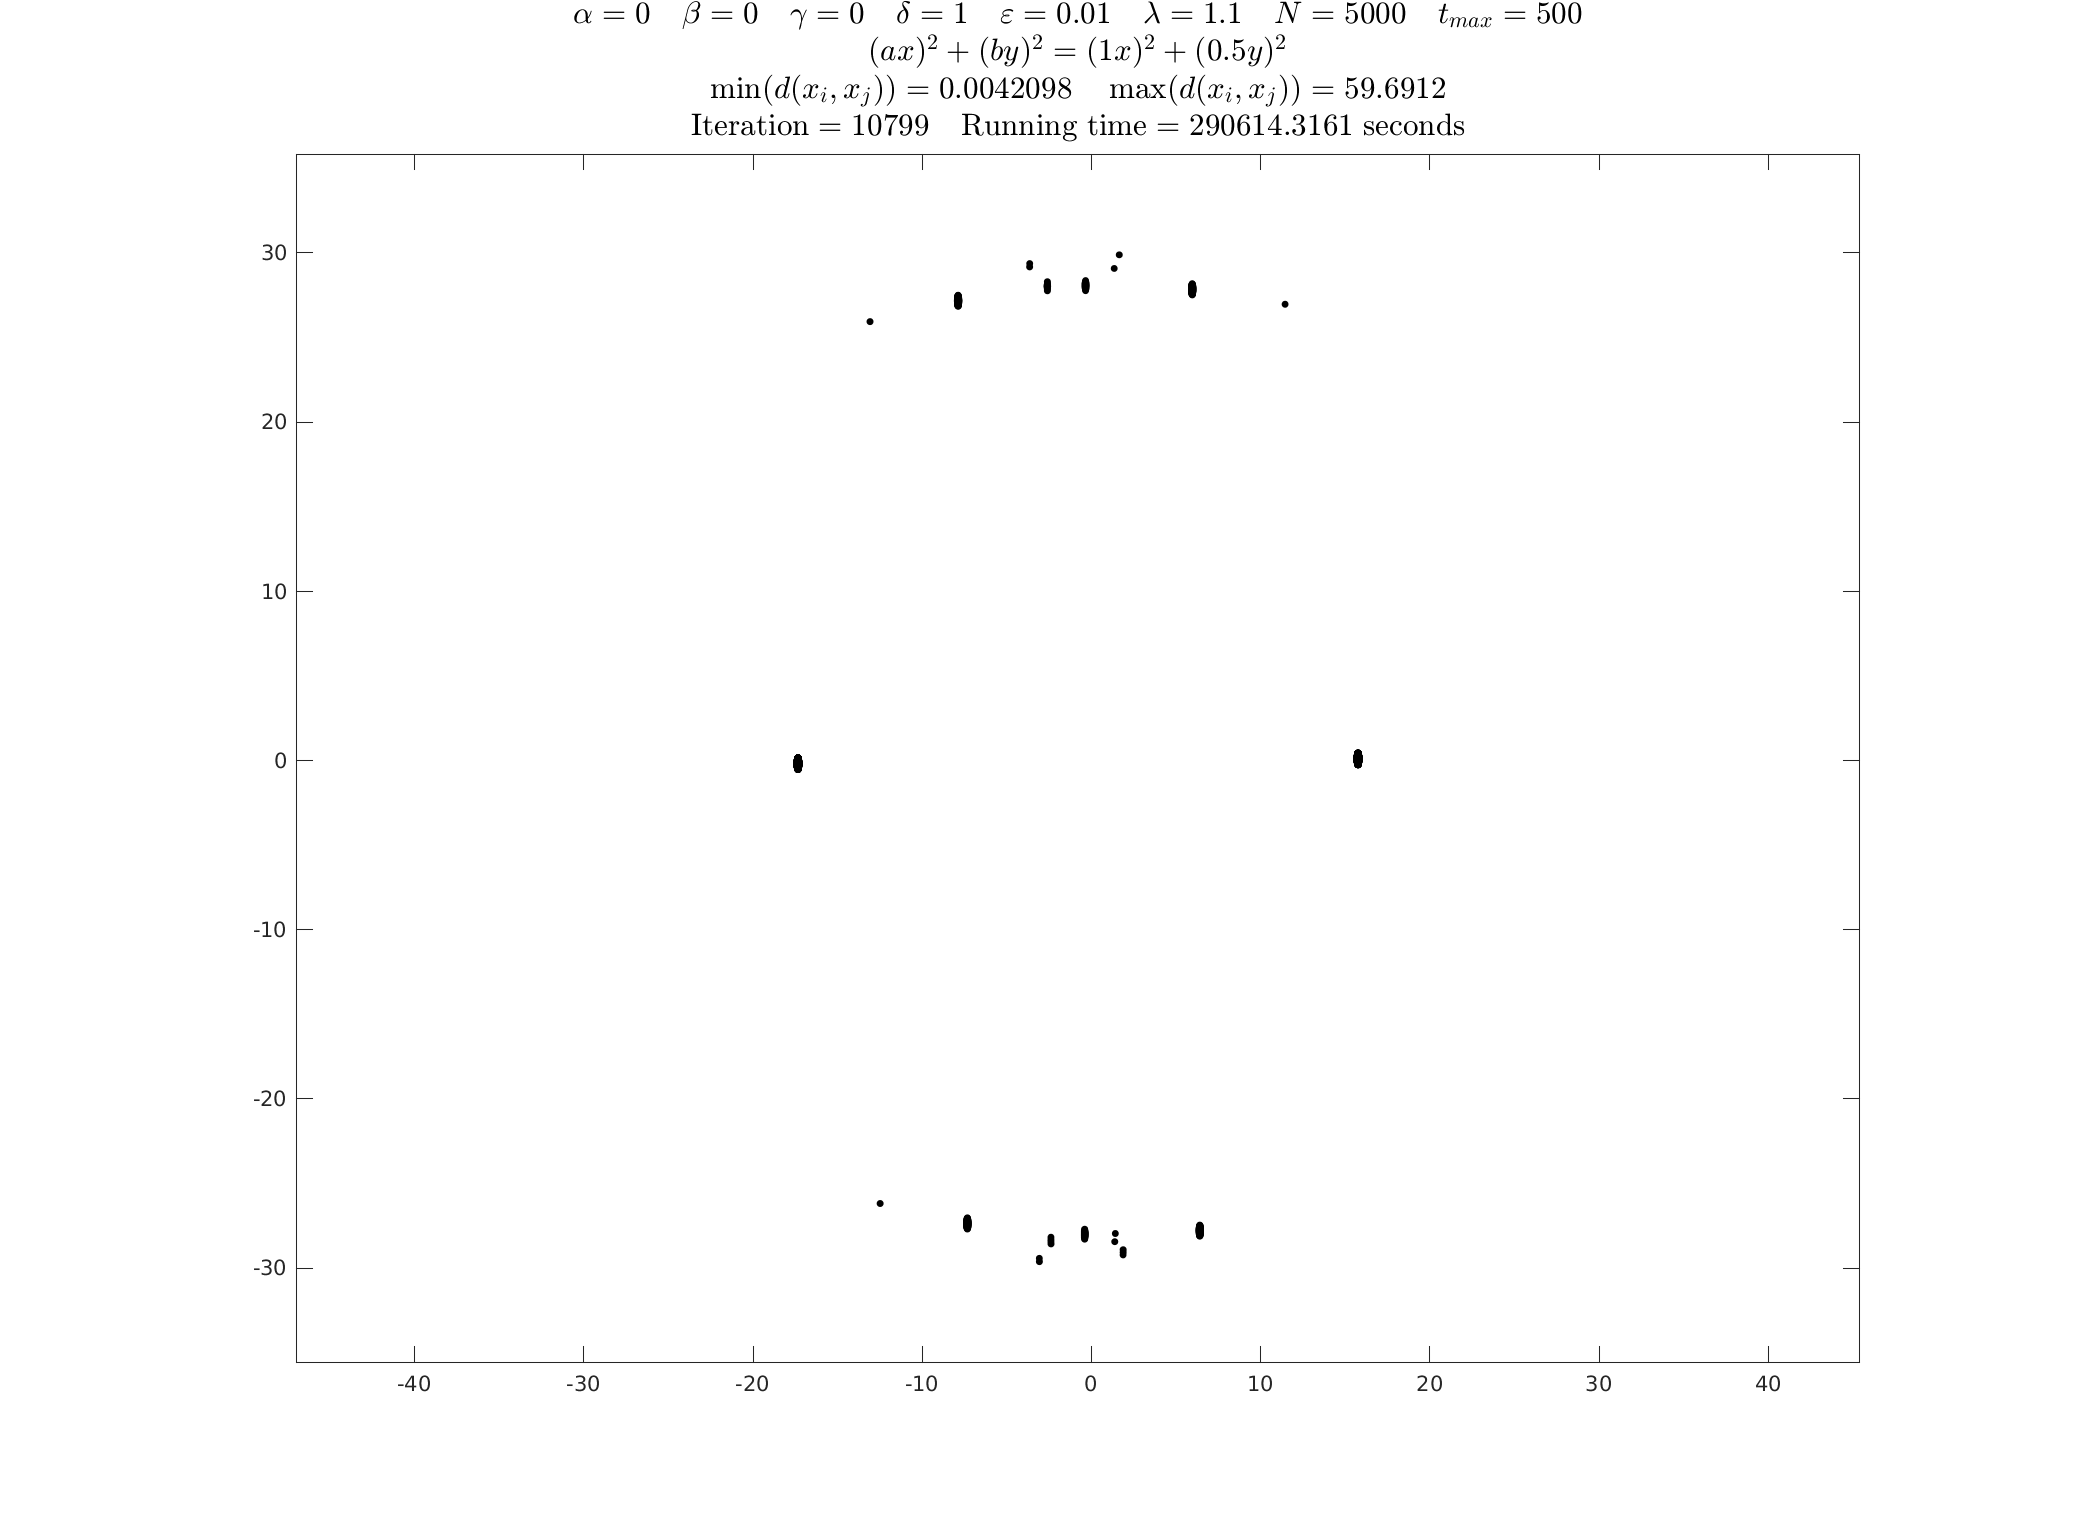 α = 0 β = 0 γ = 0 δ = 1 ε = 0.01 λ = 1.1 N = 5000 t_{max} = 500
(ax)² + (by)² = (1x)² + (0.5y)²
min(d(x_i, x_j)) = 0.0042098 max(d(x_i, x_j)) = 59.6912
Iteration = 10799 Running time = 290614.3161 seconds
30
20
10
0
-10
-20
-30
-40 -30 -20 -10 0 10 20 30 40